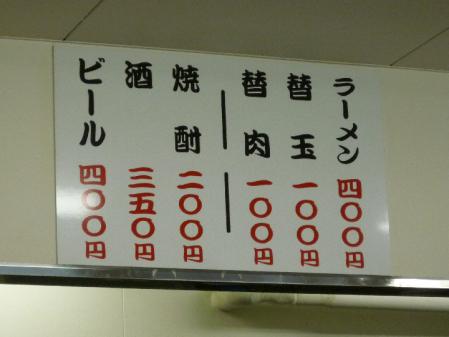 ラーメン 四〇〇円
替玉 一〇〇円
替肉 一〇〇円
焼酎 二〇〇円
酒 三五〇円
ビール 四〇〇円